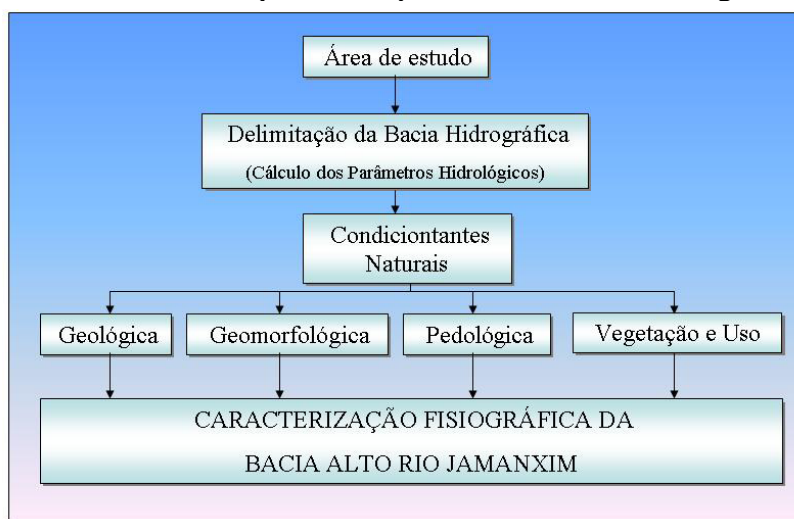 Área de estudo
Delimitação da Bacia Hidrográfica
(Cálculo dos Parâmetros Hidrológicos)
Condiciontantes
Naturais
Geológica
Geomorfológica
Pedológica
Vegetação e Uso
CARACTERIZAÇÃO FISIOGRÁFICA DA
BACIA ALTO RIO JAMANXIM